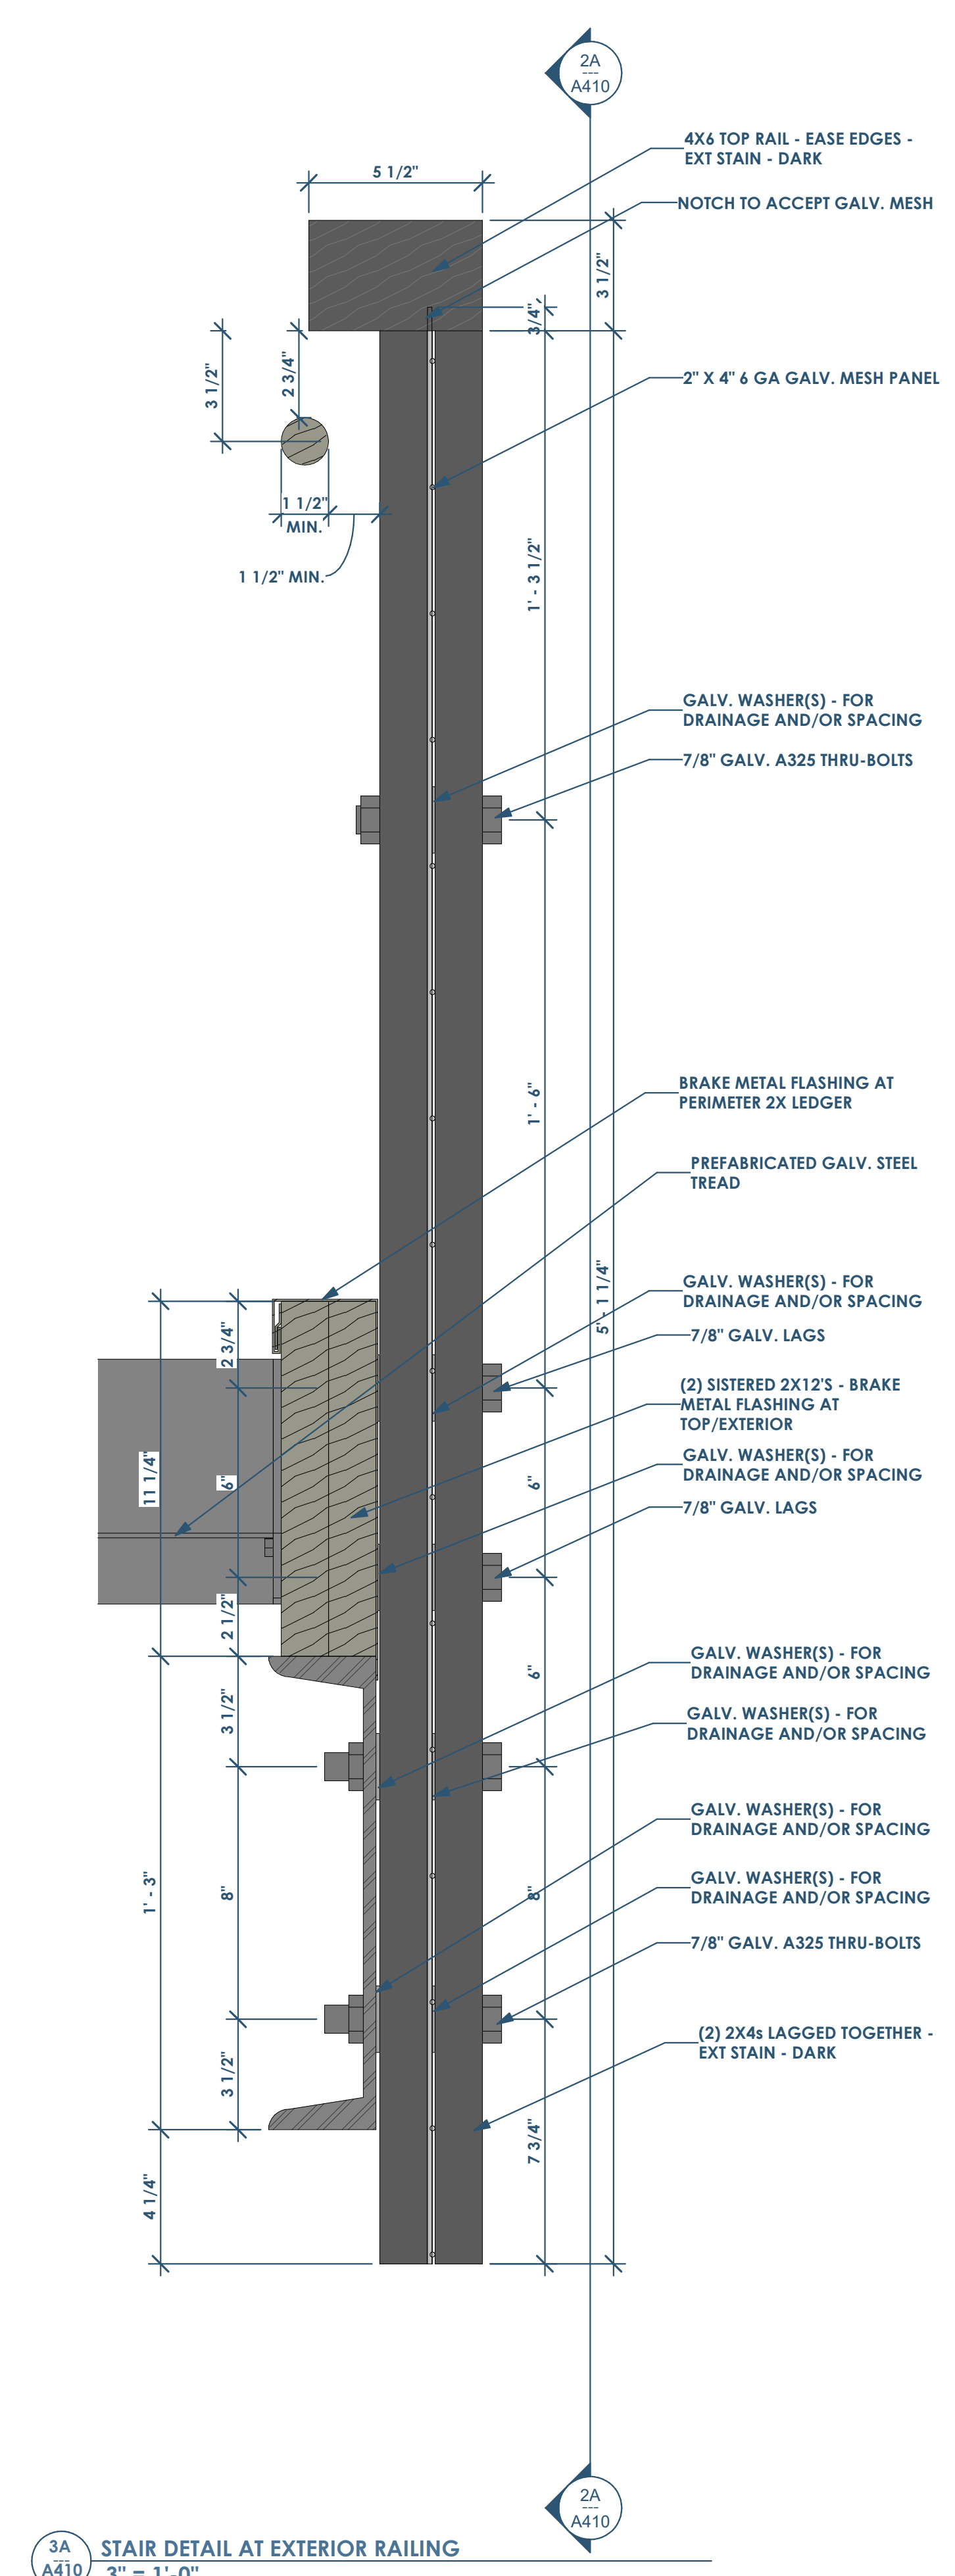 2A
---
A410
4X6 TOP RAIL - EASE EDGES -
EXT STAIN - DARK
5 1/2"
NOTCH TO ACCEPT GALV. MESH
3 1/2"
3/4"
3 1/2"
2 3/4"
2" X 4" 6 GA GALV. MESH PANEL
1 1/2"
MIN.
1 1/2" MIN.
1' - 3 1/2"
GALV. WASHER(S) - FOR
DRAINAGE AND/OR SPACING
7/8" GALV. A325 THRU-BOLTS
1' - 6"
BRAKE METAL FLASHING AT
PERIMETER 2X LEDGER
PREFABRICATED GALV. STEEL
TREAD
5' - 1 1/4"
GALV. WASHER(S) - FOR
DRAINAGE AND/OR SPACING
7/8" GALV. LAGS
2 3/4"
(2) SISTERED 2X12'S - BRAKE
METAL FLASHING AT
TOP/EXTERIOR
11 1/4"
6"
6"
GALV. WASHER(S) - FOR
DRAINAGE AND/OR SPACING
7/8" GALV. LAGS
2 1/2"
GALV. WASHER(S) - FOR
DRAINAGE AND/OR SPACING
6"
3 1/2"
GALV. WASHER(S) - FOR
DRAINAGE AND/OR SPACING
GALV. WASHER(S) - FOR
DRAINAGE AND/OR SPACING
1' - 3"
8"
8"
GALV. WASHER(S) - FOR
DRAINAGE AND/OR SPACING
7/8" GALV. A325 THRU-BOLTS
(2) 2X4s LAGGED TOGETHER -
EXT STAIN - DARK
3 1/2"
7 3/4"
4 1/4"
2A
---
A410
3A
---
A410
STAIR DETAIL AT EXTERIOR RAILING
3" = 1'-0"